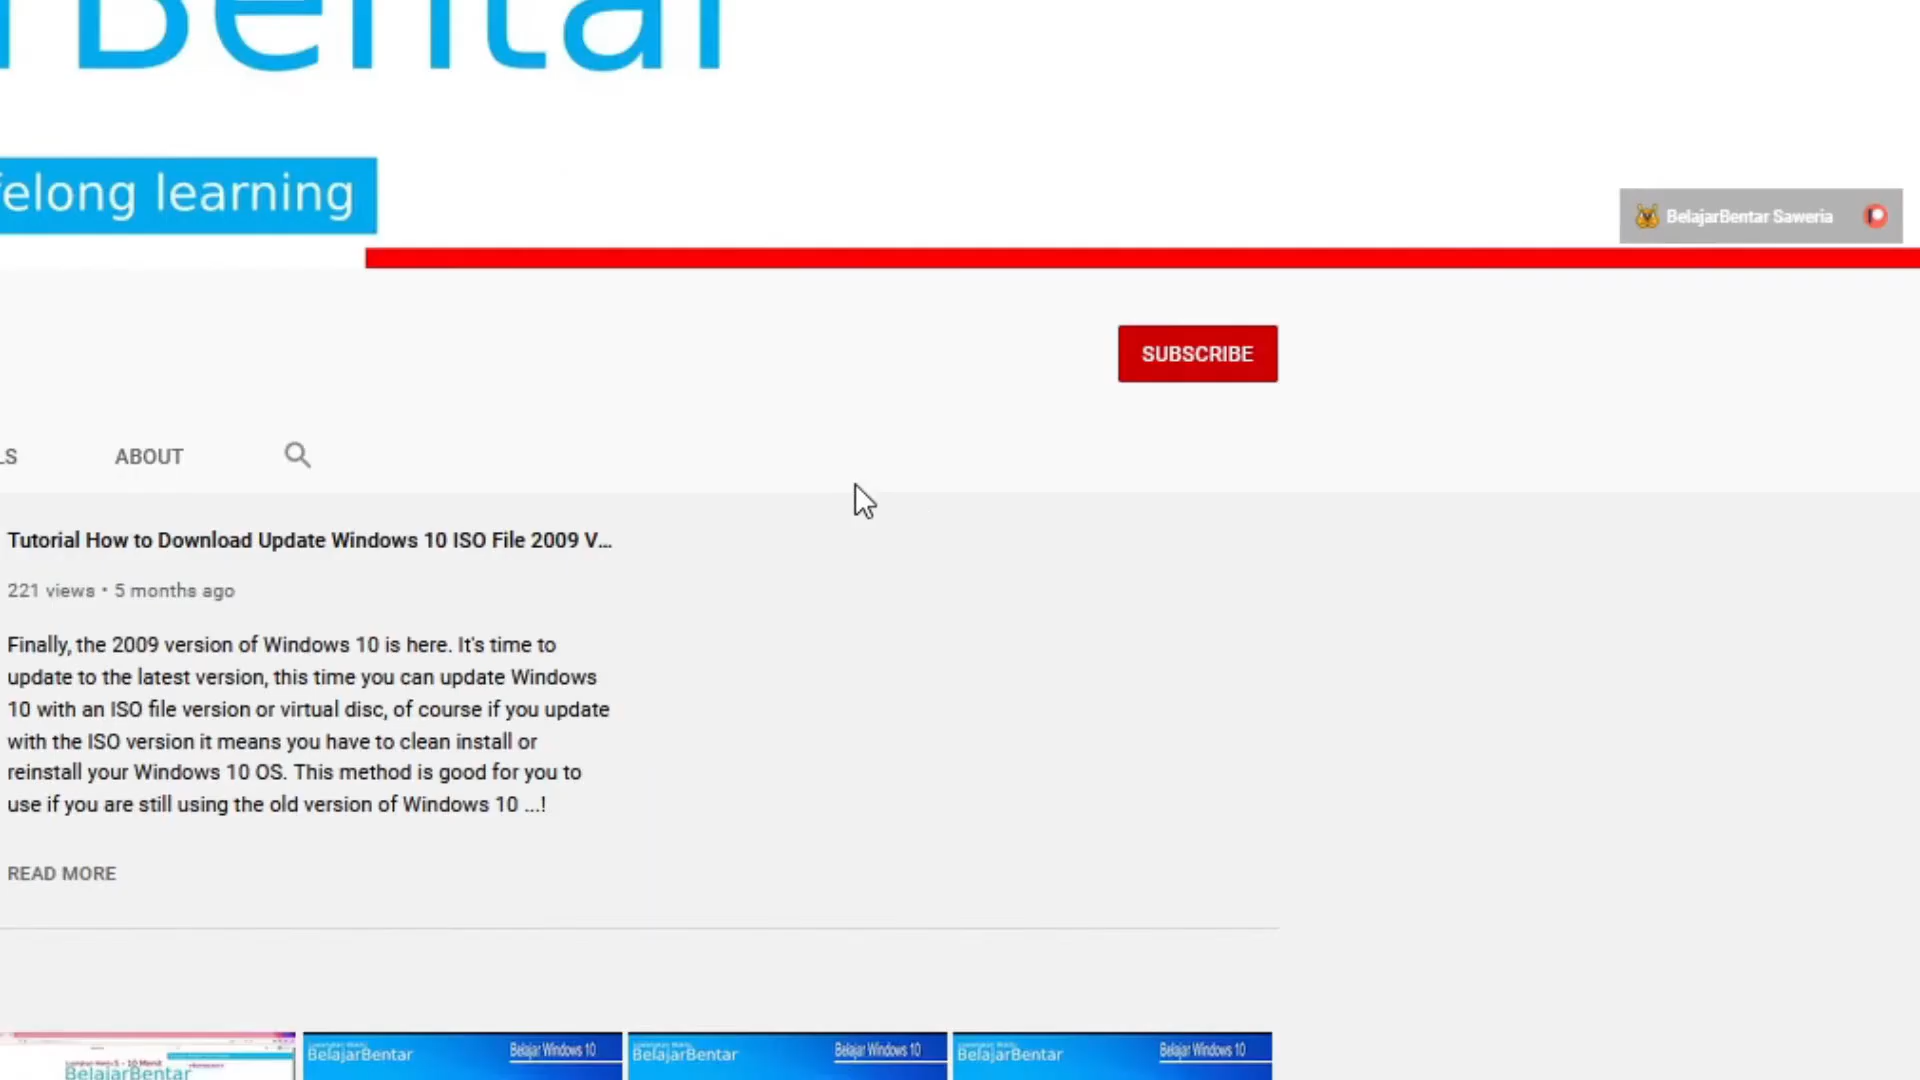 rBentar
felong learning
BelajarBentar Saweria
SUBSCRIBE
LS
ABOUT
Tutorial How to Download Update Windows 10 ISO File 2009 V...
221 views • 5 months ago
Finally, the 2009 version of Windows 10 is here. It's time to
update to the latest version, this time you can update Windows
10 with an ISO file version or virtual disc, of course if you update
with the ISO version it means you have to clean install or
reinstall your Windows 10 OS. This method is good for you to
use if you are still using the old version of Windows 10 ...!
READ MORE
BelajarBentar
BelajarBentar
Belajar Windows 10
BelajarBentar
Belajar Windows 10
BelajarBentar
Belajar Windows 10